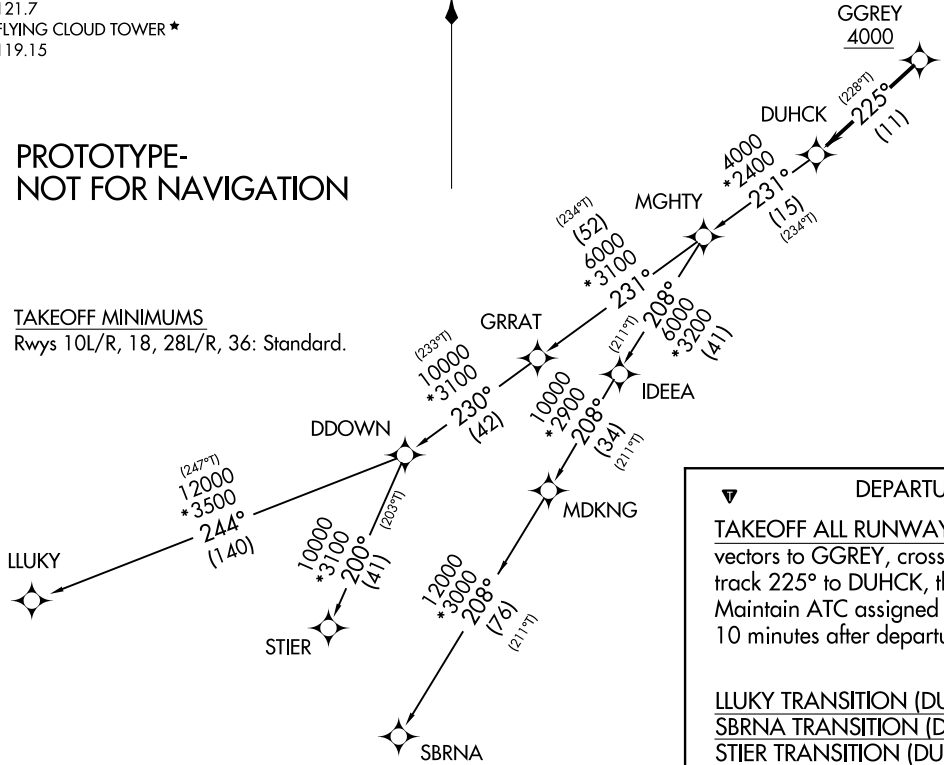 121.7
FLYING CLOUD TOWER ★
119.15
PROTOTYPE-
NOT FOR NAVIGATION
TAKEOFF MINIMUMS
Rwys 10L/R, 18, 28L/R, 36: Standard.
GGREY
4000
(228°T)
225°
(11)
DUHCK
4000
*2400
231°
(15)
(234°T)
MGHTY
(234°T)
(52)
6000
*3100
231°
208°
6000
*3200
(41)
(211°T)
GRRAT
IDEEA
(233°T)
10000
*3100
230°
(42)
10000
*2900
208°
(34)
(211°T)
DDOWN
MDKNG
(247°T)
12000
*3500
244°
(140)
LLUKY
10000
*3100
200°
(41)
(203°T)
STIER
12000
*3000
208°
(76)
(211°T)
SBRNA
T
DEPARTU
TAKEOFF ALL RUNWAY
vectors to GGREY, cross
track 225° to DUHCK, th
Maintain ATC assigned
10 minutes after departu
LLUKY TRANSITION (DU
SBRNA TRANSITION (D
STIER TRANSITION (DU